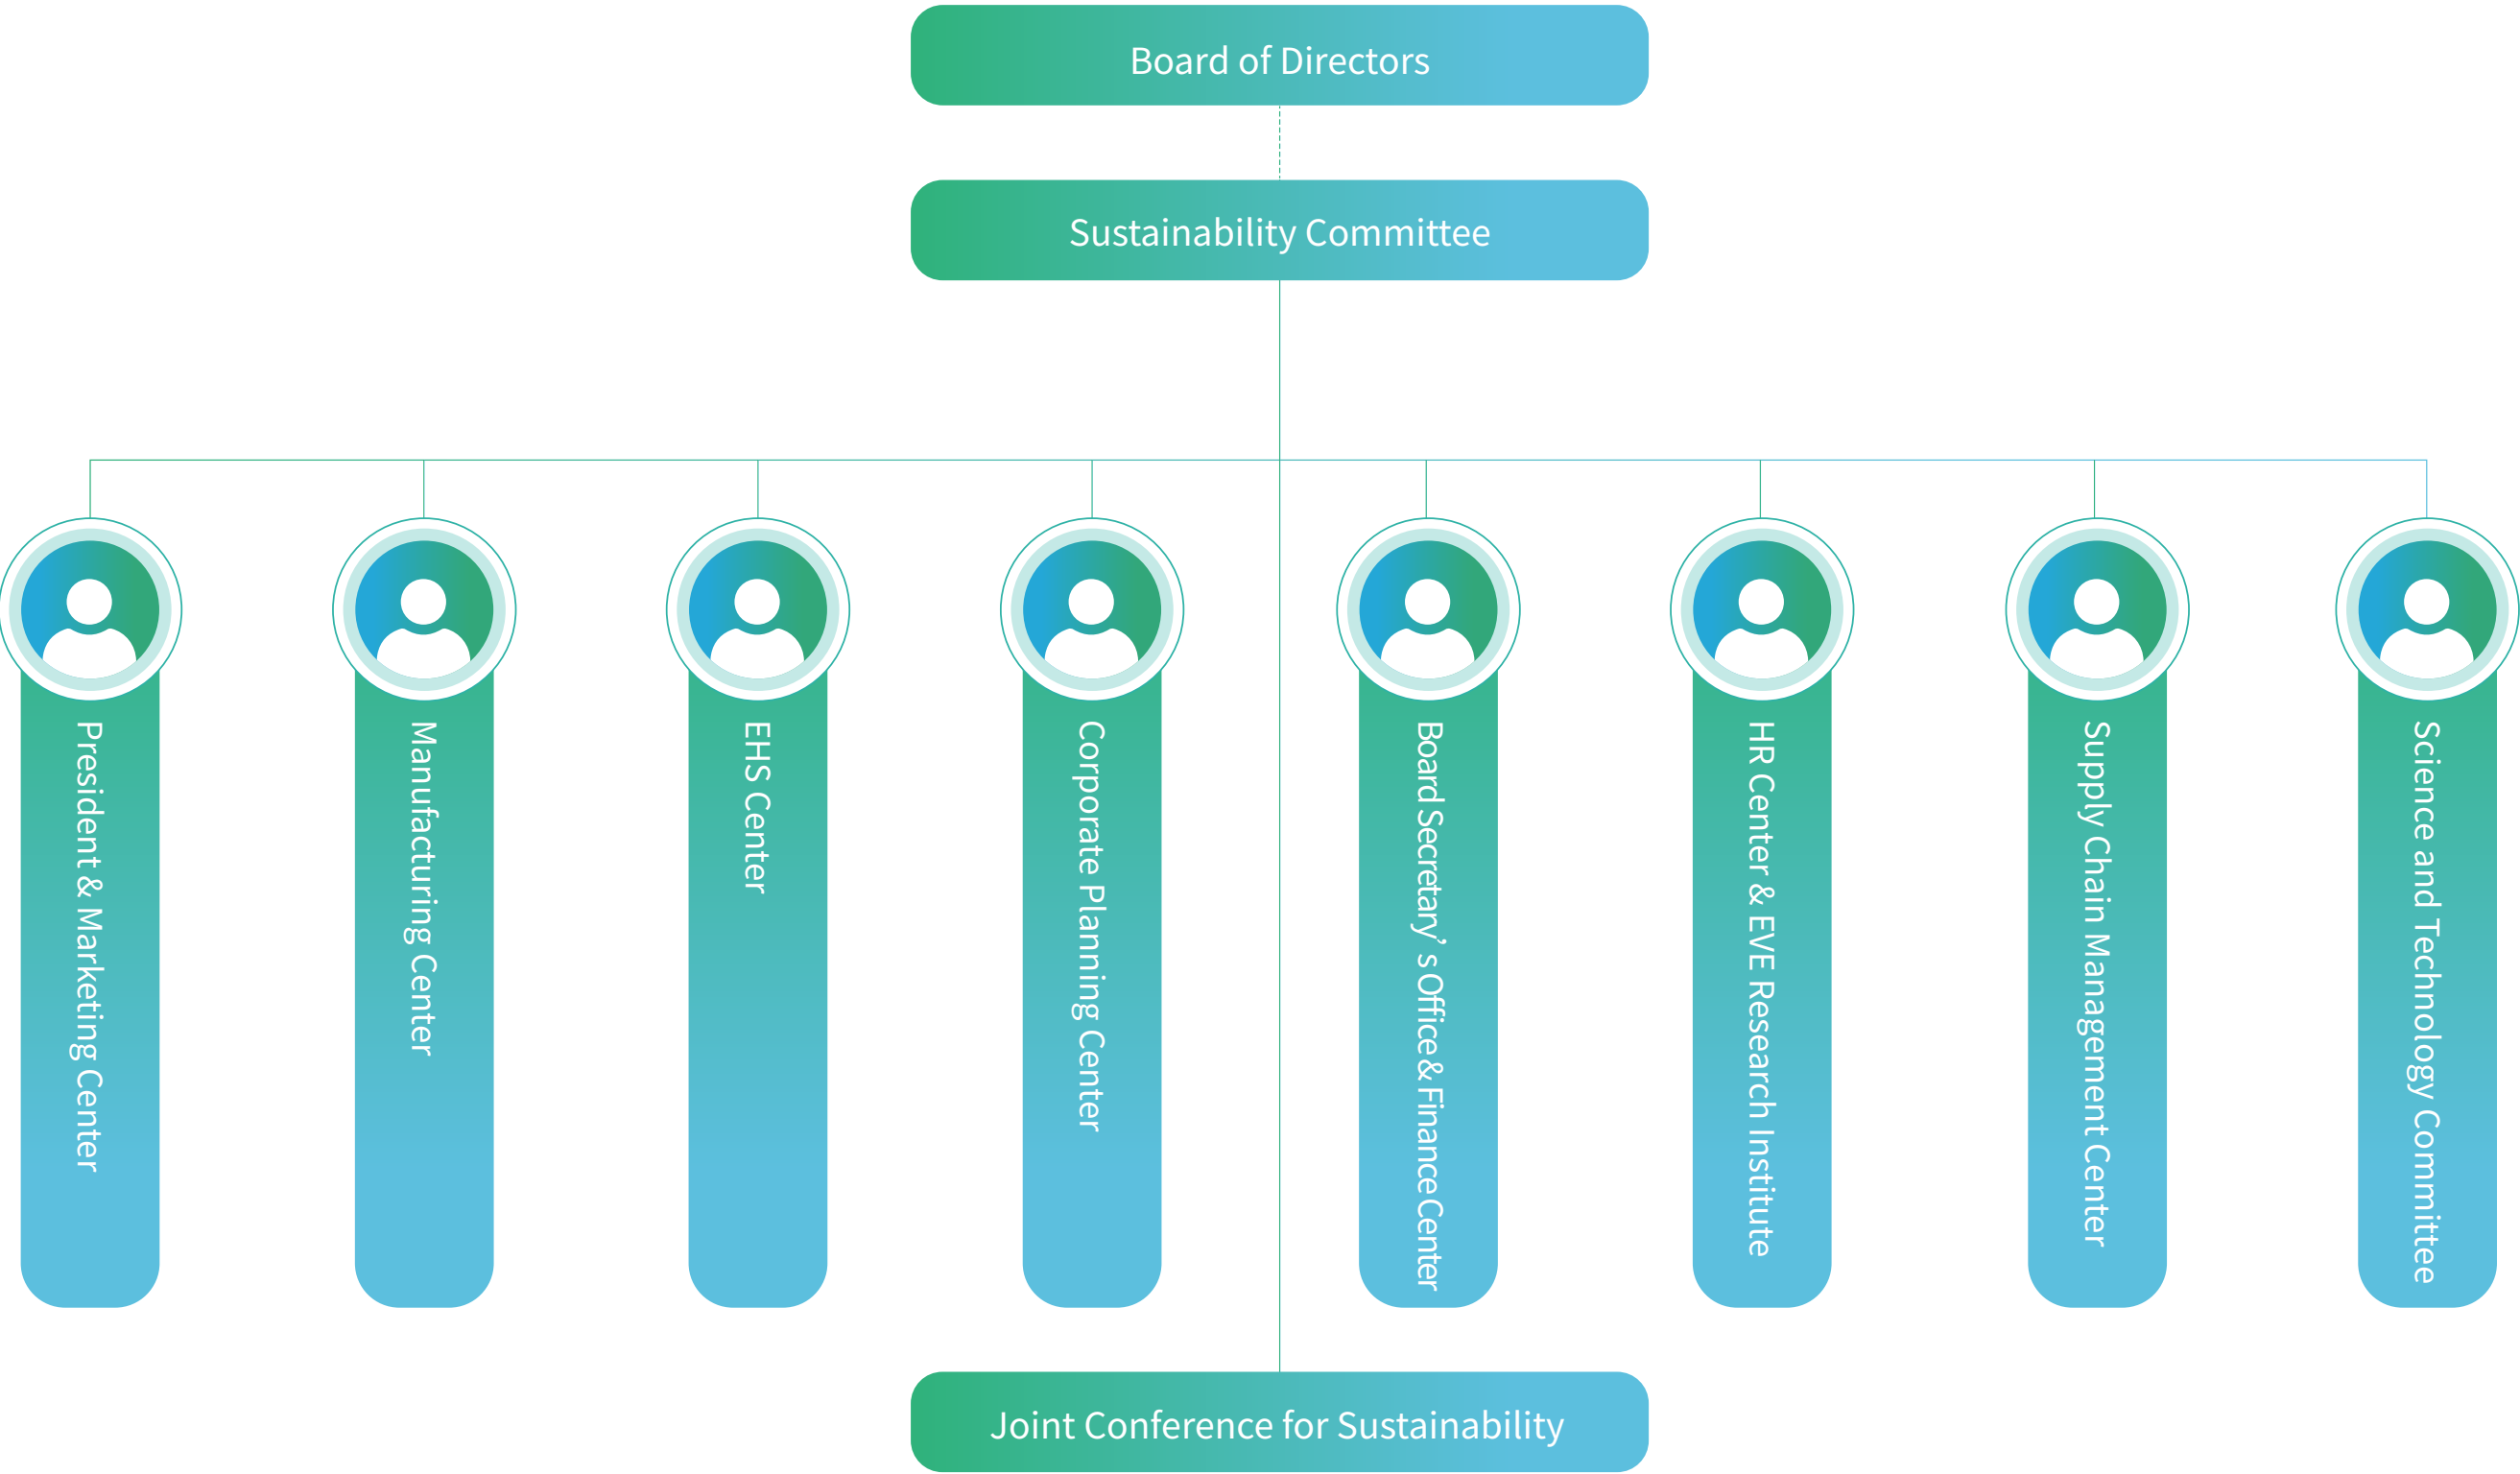 Board of Directors
Sustainability Committee
President & Marketing Center
Manufacturing Center
EHS Center
Corporate Planning Center
Board Secretary’s Office & Finance Center
HR Center & EVE Research Institute
Supply Chain Management Center
Science and Technology Committee
Joint Conference for Sustainability